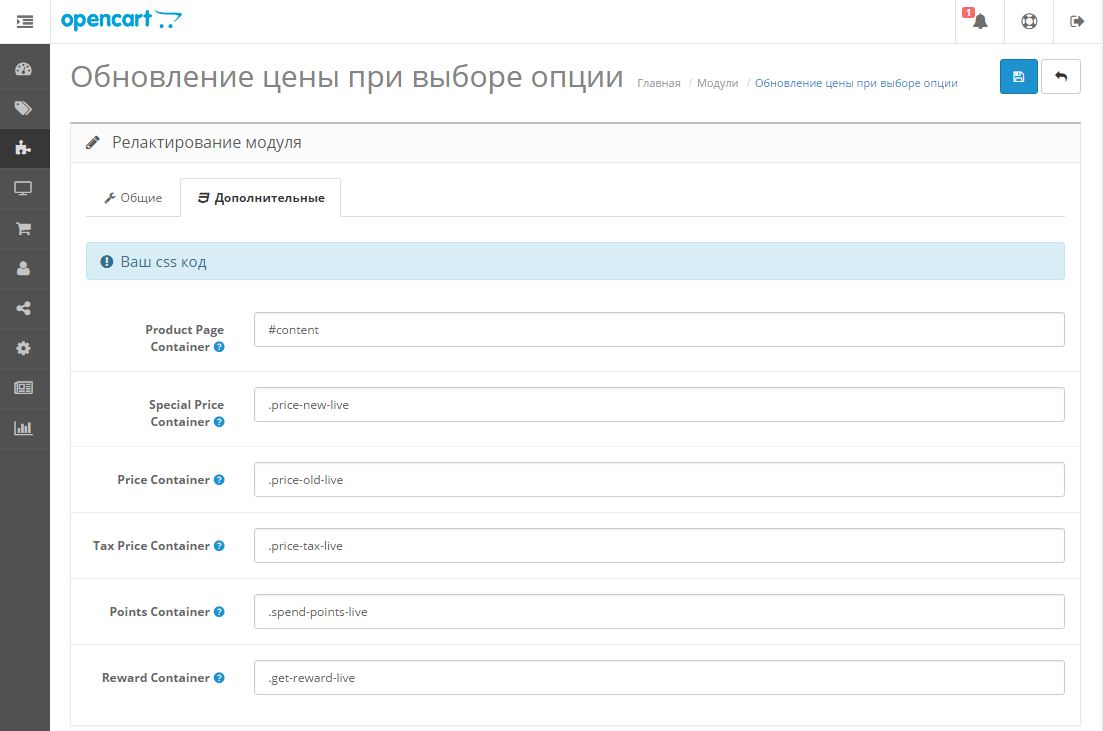 opencart
1
Обновление цены при выборе опции
Главная / Модули / Обновление цены при выборе опции
Релактирование модуля
Общие
Дополнительные
Ваш css код
Product Page
Container
#content
Special Price
Container
.price-new-live
Price Container
.price-old-live
Tax Price Container
.price-tax-live
Points Container
.spend-points-live
Reward Container
.get-reward-live